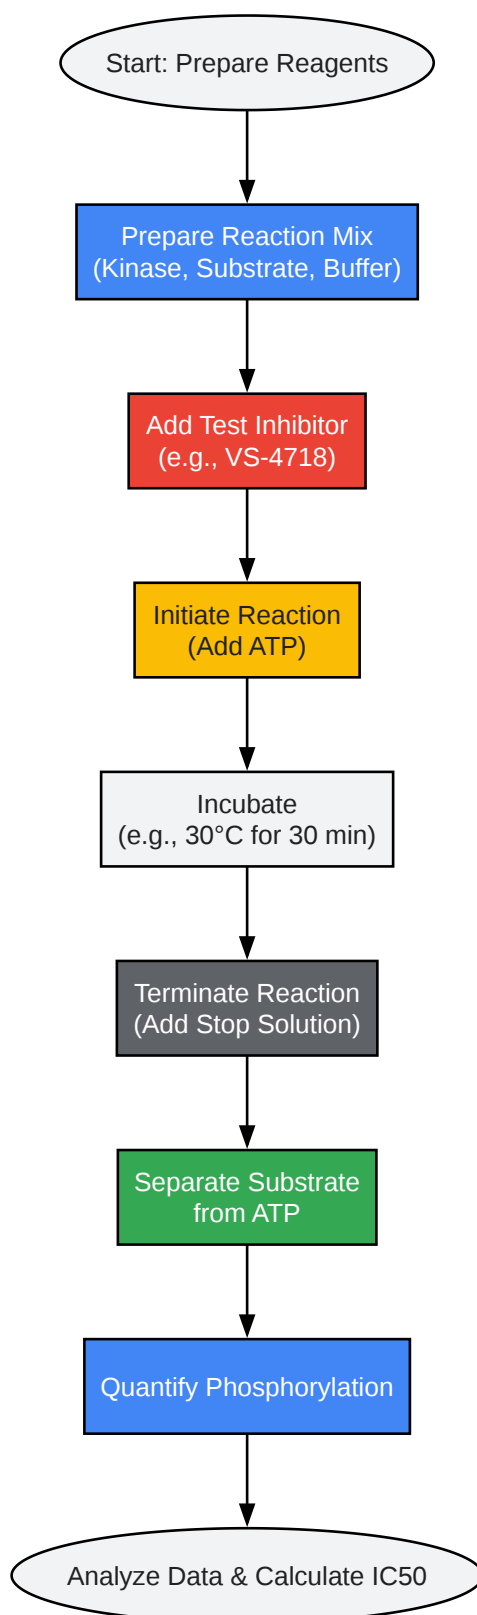 Start: Prepare Reagents
Prepare Reaction Mix
(Kinase, Substrate, Buffer)
Add Test Inhibitor
(e.g., VS-4718)
Initiate Reaction
(Add ATP)
Incubate
(e.g., 30°C for 30 min)
Terminate Reaction
(Add Stop Solution)
Separate Substrate
from ATP
Quantify Phosphorylation
Analyze Data & Calculate IC50